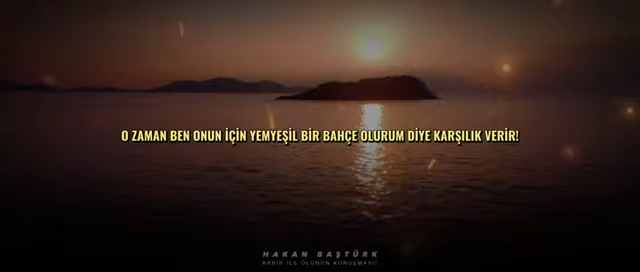 O ZAMAN BEN ONUN İÇİN YEMYEŞİL BİR BAHÇE OLURUM DİYE KARŞILIK VERİR!
HAKAN BAŞTÜRK
KABİR İLE ÖLÜNÜN KONUŞMASI!